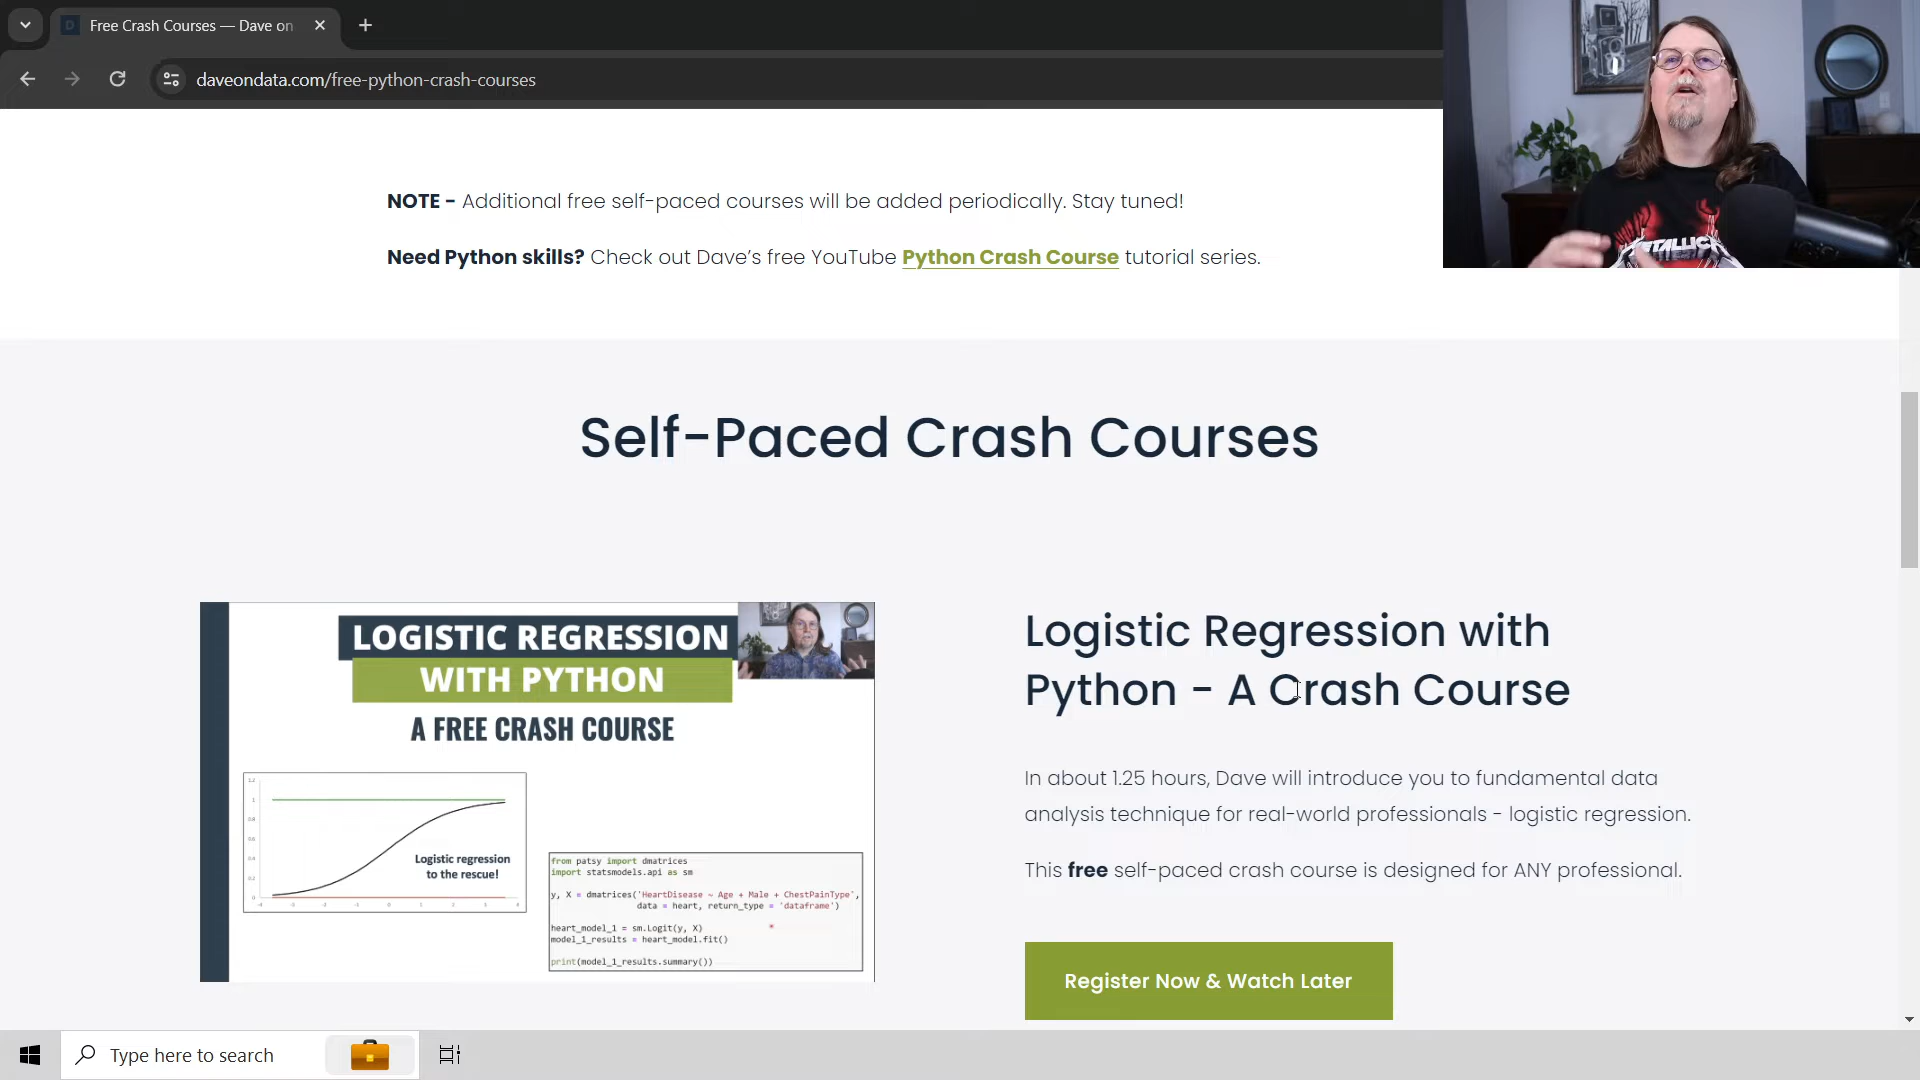 Free Crash Courses — Dave on
daveondata.com/free-python-crash-courses
METALLICA
NOTE - Additional free self-paced courses will be added periodically. Stay tuned!
Need Python skills? Check out Dave's free YouTube Python Crash Course tutorial series.
Self-Paced Crash Courses
LOGISTIC REGRESSION
WITH PYTHON
A FREE CRASH COURSE
Logistic regression
to the rescue!
from patsy import dmatrices
import statsmodels.api as sm
y, X = dmatrices('HeartDisease ~ Age + Male + ChestPainType',
data = heart, return_type = 'dataframe')
heart_model_1 = sm.Logit(y, X)
model_1_results = heart_model.fit()
print(model_1_results.summary())
Logistic Regression with
Python - A Crash Course
In about 1.25 hours, Dave will introduce you to fundamental data
analysis technique for real-world professionals - logistic regression.
This free self-paced crash course is designed for ANY professional.
Register Now & Watch Later
Type here to search